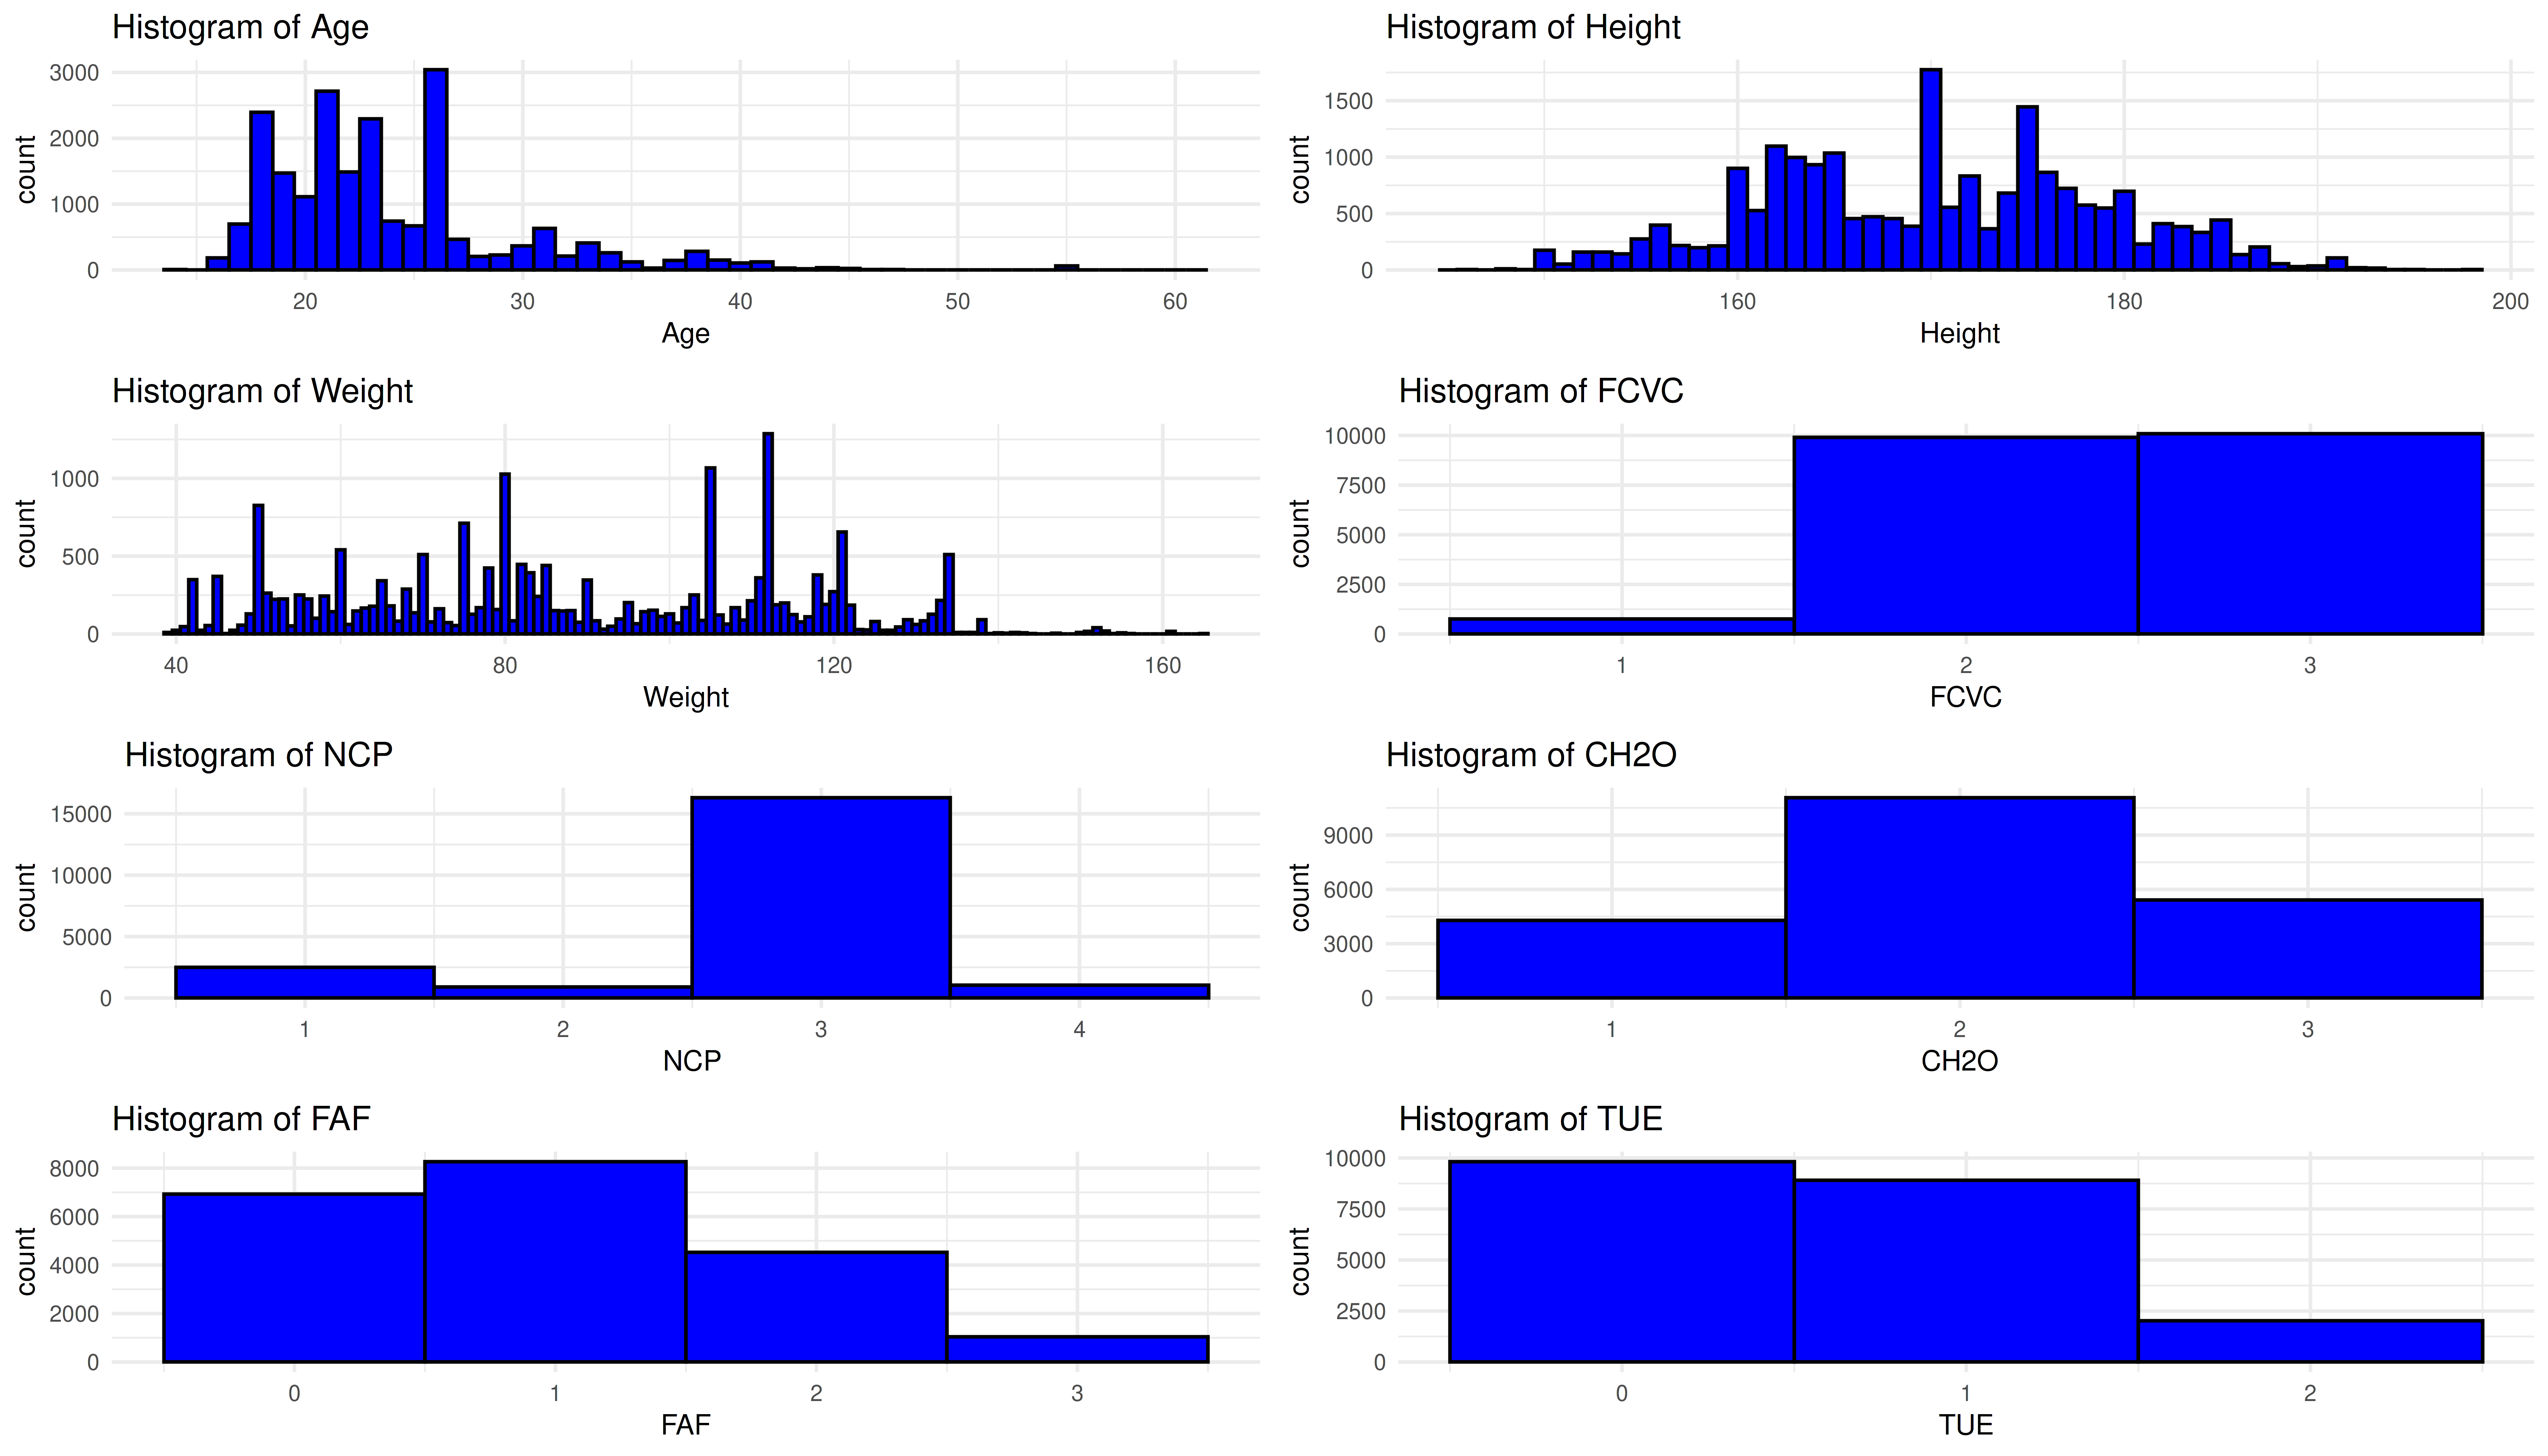 Histogram of Age
3000
2000
1000
0
count
20 30 40 50 60
Age
Histogram of Height
1500
1000
500
0
count
160 180 200
Height
Histogram of Weight
1000
500
0
count
40 80 120 160
Weight
Histogram of FCVC
10000
7500
5000
2500
0
count
1 2 3
FCVC
Histogram of NCP
15000
10000
5000
0
count
1 2 3 4
NCP
Histogram of CH2O
9000
6000
3000
0
count
1 2 3
CH2O
Histogram of FAF
8000
6000
4000
2000
0
count
0 1 2 3
FAF
Histogram of TUE
10000
7500
5000
2500
0
count
0 1 2
TUE